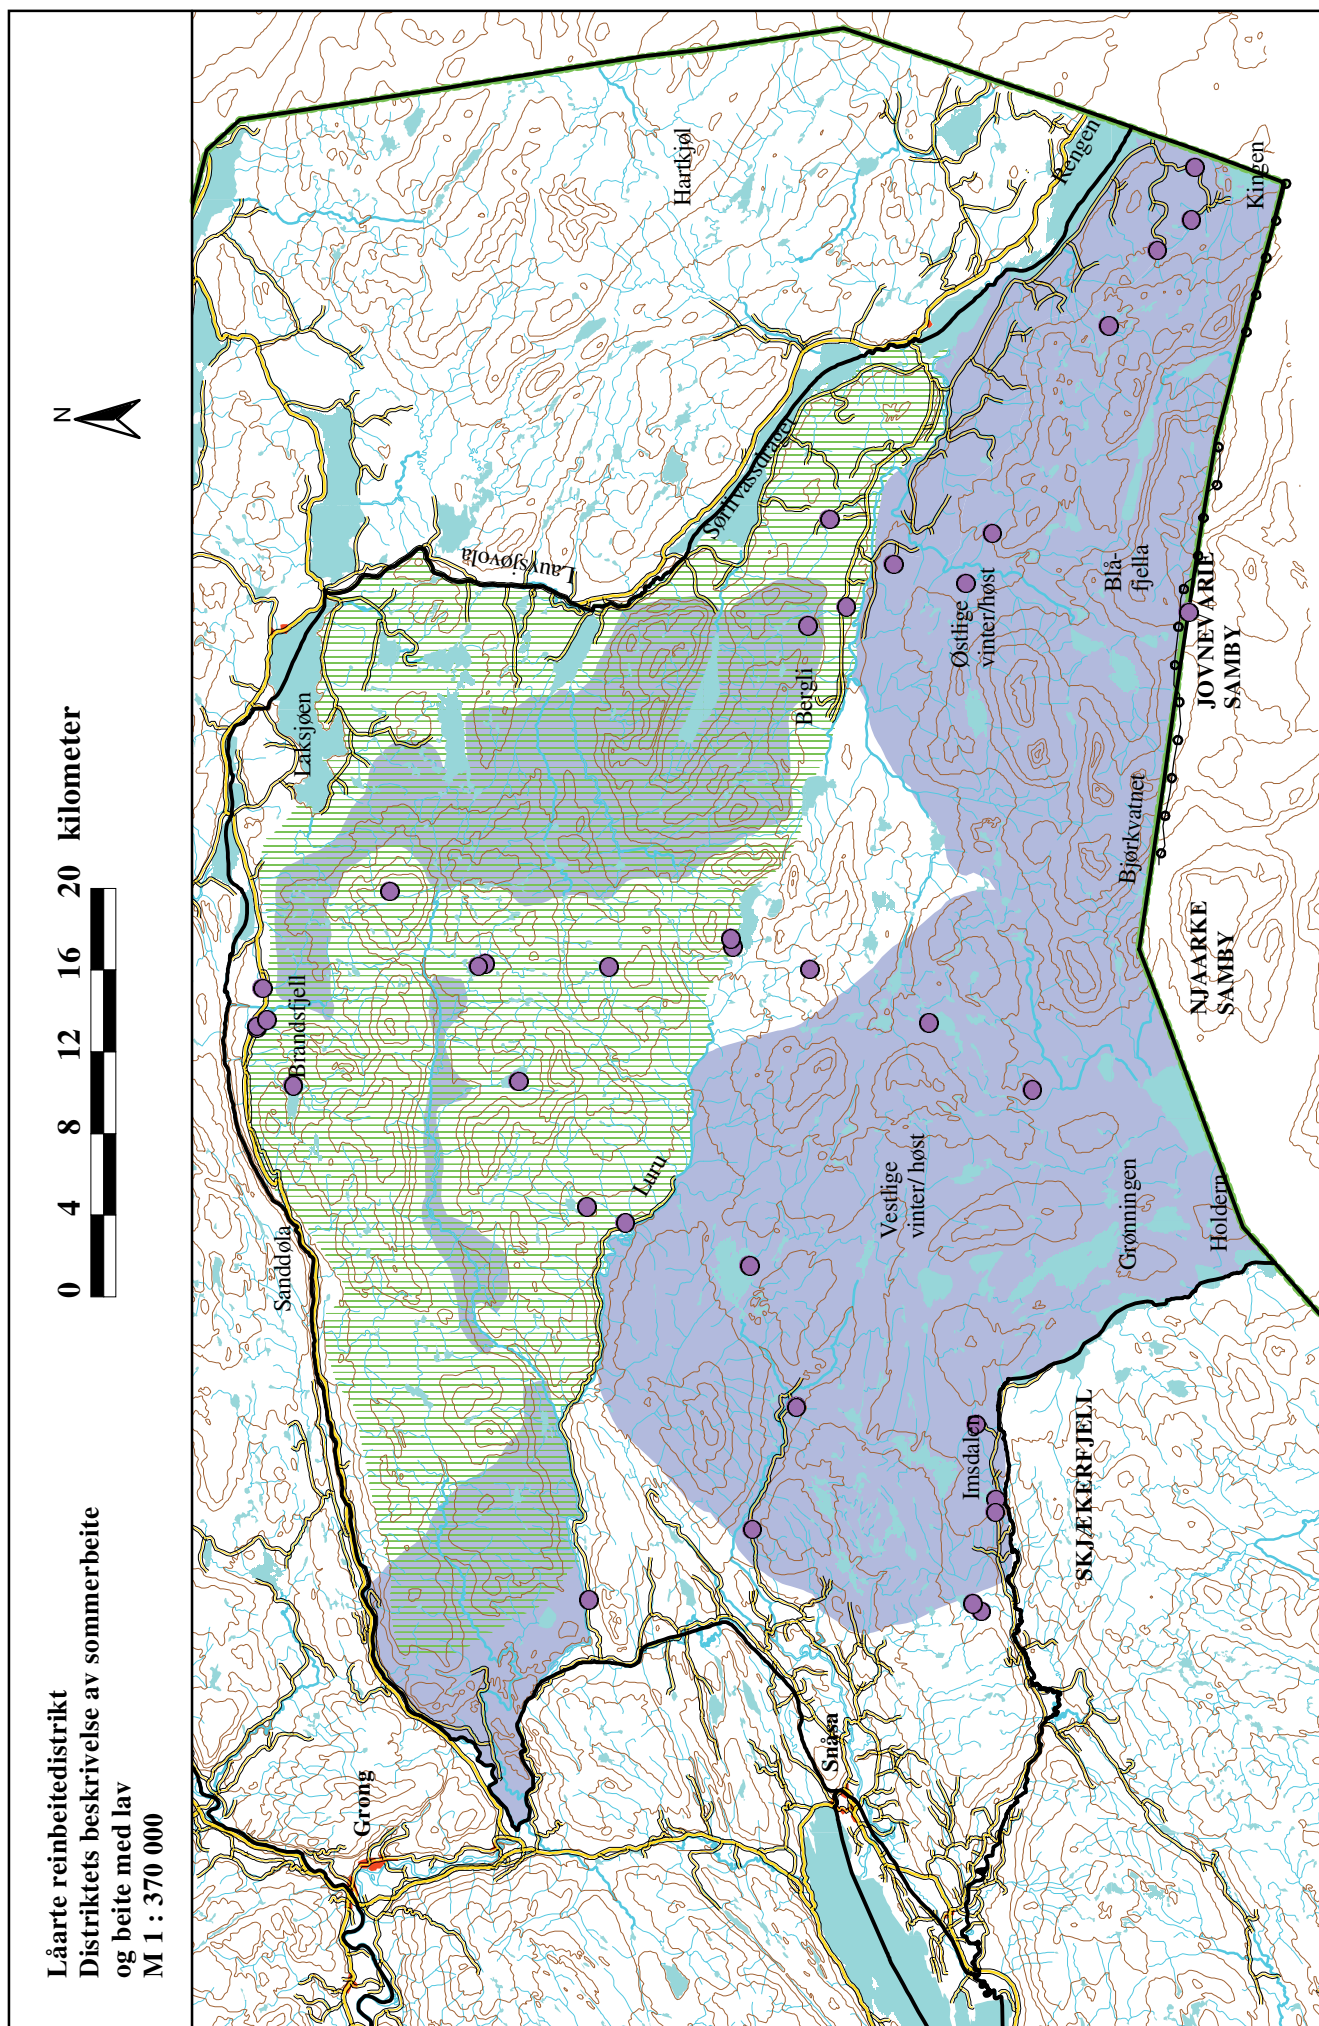 Låarte reinbeitedistrikt
Distriktets beskrivelse av sommerbeite
og beite med lav
M 1 : 370 000
0 4 8 12 16 20 kilometer
N
Grong
Sanddøla
Brandsfjell
Laksjøen
Lauvsjøvola
Hartkjøl
Sørlivassdraget
Rengen
Kingen
Luru
Bergli
Snåsa
Imsdalen
Vestlige
vinter/ høst
Østlige
vinter/høst
Blå-
fjella
Bjørkvatnet
Grønningen
Holdern
SKJÆKERFJELL
NJAARKE
SAMBY
JOVNEVARIE
SAMBY